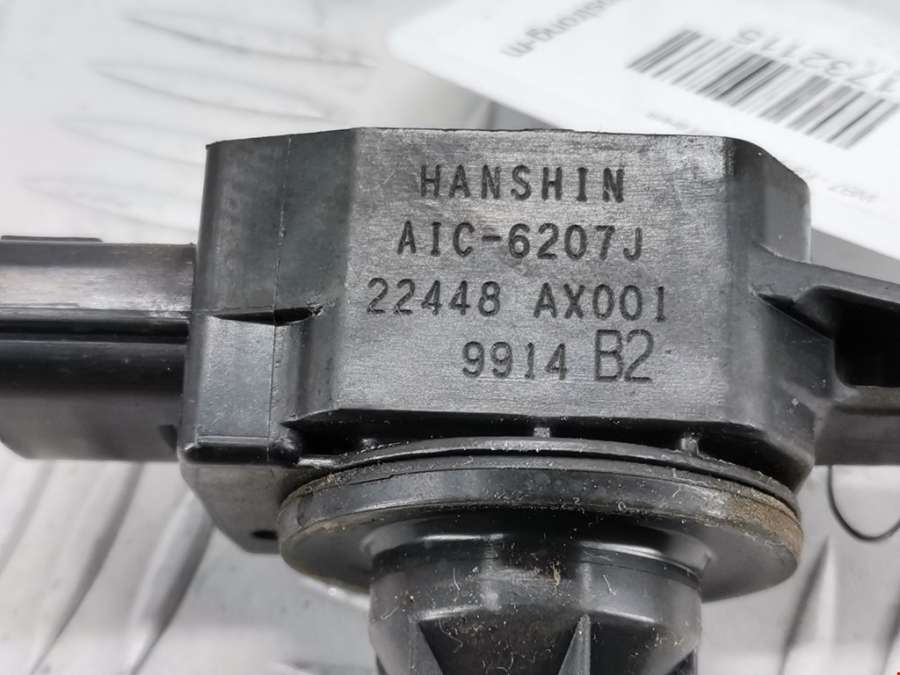 HANSHIN
AIC-6207J
22448 AX001
9914 B2